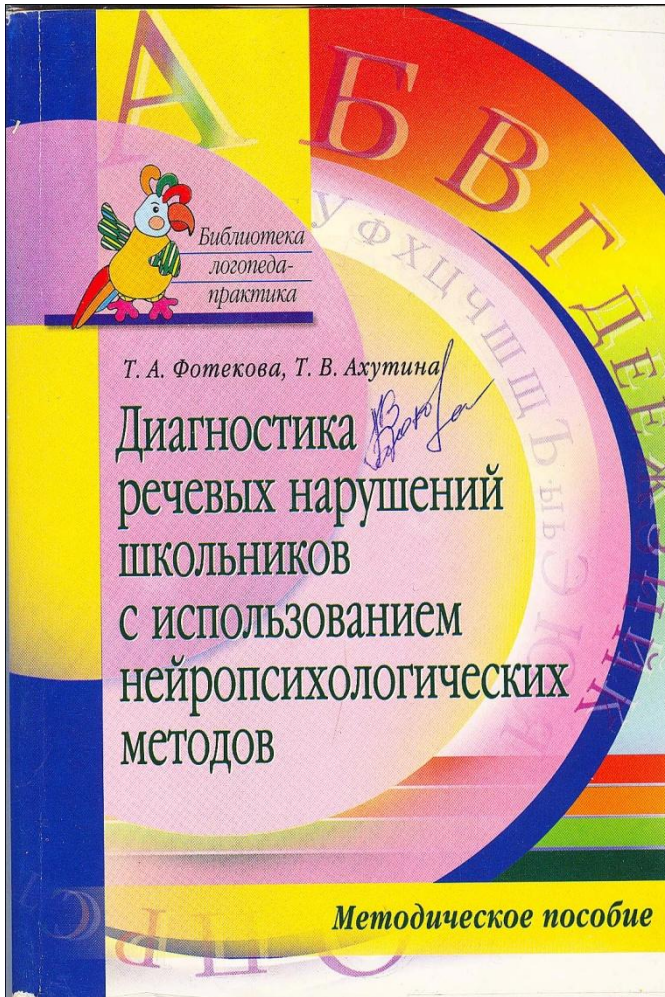 А Б В Г Д Е Ё Ж З И Й К
У Ф Х Ц Ч Ш Щ Ъ Ы Ь Э Ю Я
Библиотека
логопеда-
практика
Т. А. Фотекова, Т. В. Ахутина
Диагностика
речевых нарушений
школьников
с использованием
нейропсихологических
методов
Методическое пособие
О П Р С